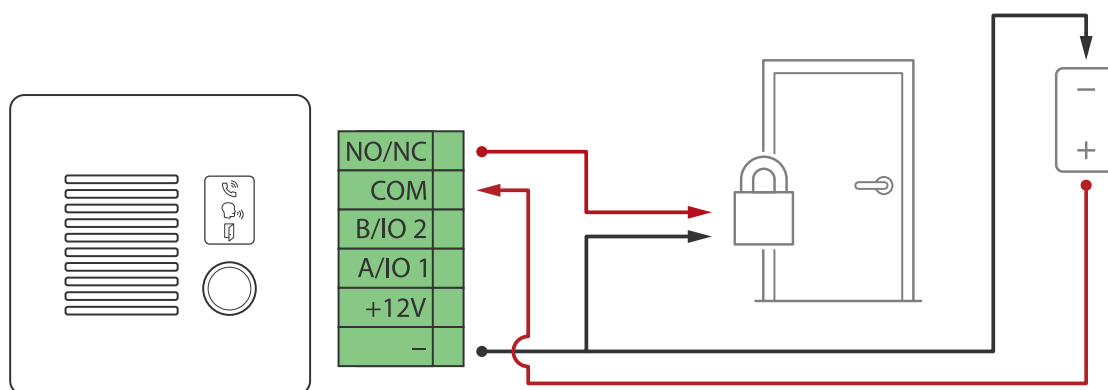 NO/NC
COM
B/IO 2
A/IO 1
+12V
–
–
+